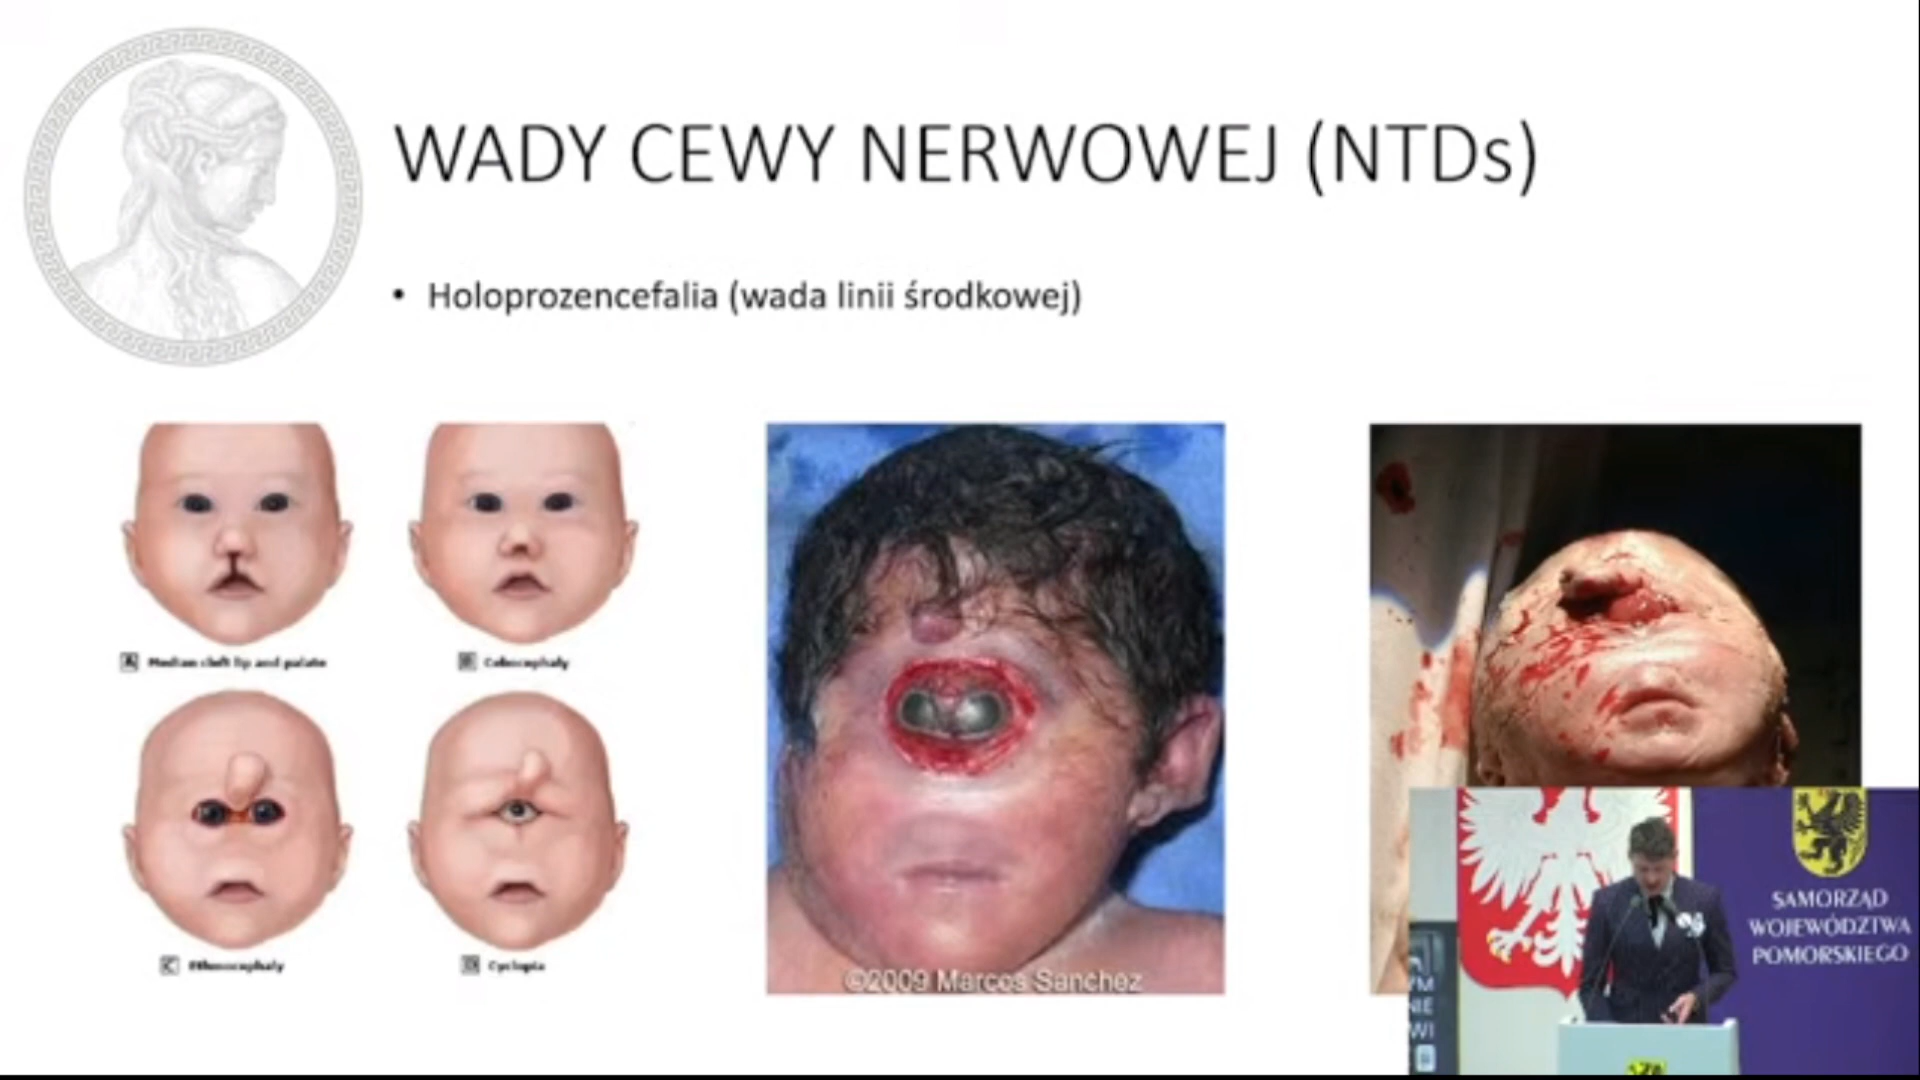 WADY CEWY NERWOWEJ (NTDs)
• Holoprozencefalia (wada linii środkowej)
A Median cleft lip and palate
B Cebocephaly
C Ethmocephaly
D Cyclopia
©2009 Marcos Sanchez
SAMORZĄD
WOJEWÓDZTWA
POMORSKIEGO